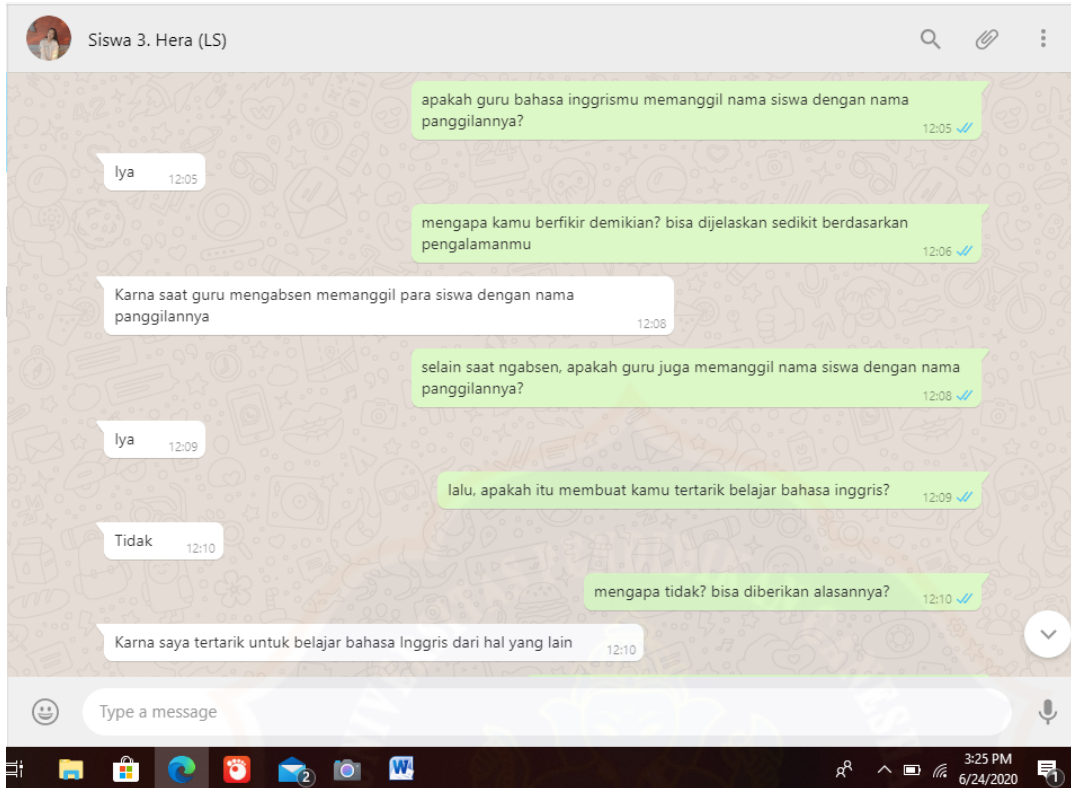 Siswa 3. Hera (LS)
apakah guru bahasa inggrismu memanggil nama siswa dengan nama
panggilannya?
12:05
Iya 12:05
mengapa kamu berfikir demikian? bisa dijelaskan sedikit berdasarkan
pengalamanmu
12:06
Karna saat guru mengabsen memanggil para siswa dengan nama
panggilannya
12:08
selain saat ngabsen, apakah guru juga memanggil nama siswa dengan nama
panggilannya?
12:08
Iya 12:09
lalu, apakah itu membuat kamu tertarik belajar bahasa inggris? 12:09
Tidak 12:10
mengapa tidak? bisa diberikan alasannya? 12:10
Karna saya tertarik untuk belajar bahasa Inggris dari hal yang lain 12:10
Type a message
2
W
3:25 PM
6/24/2020
1